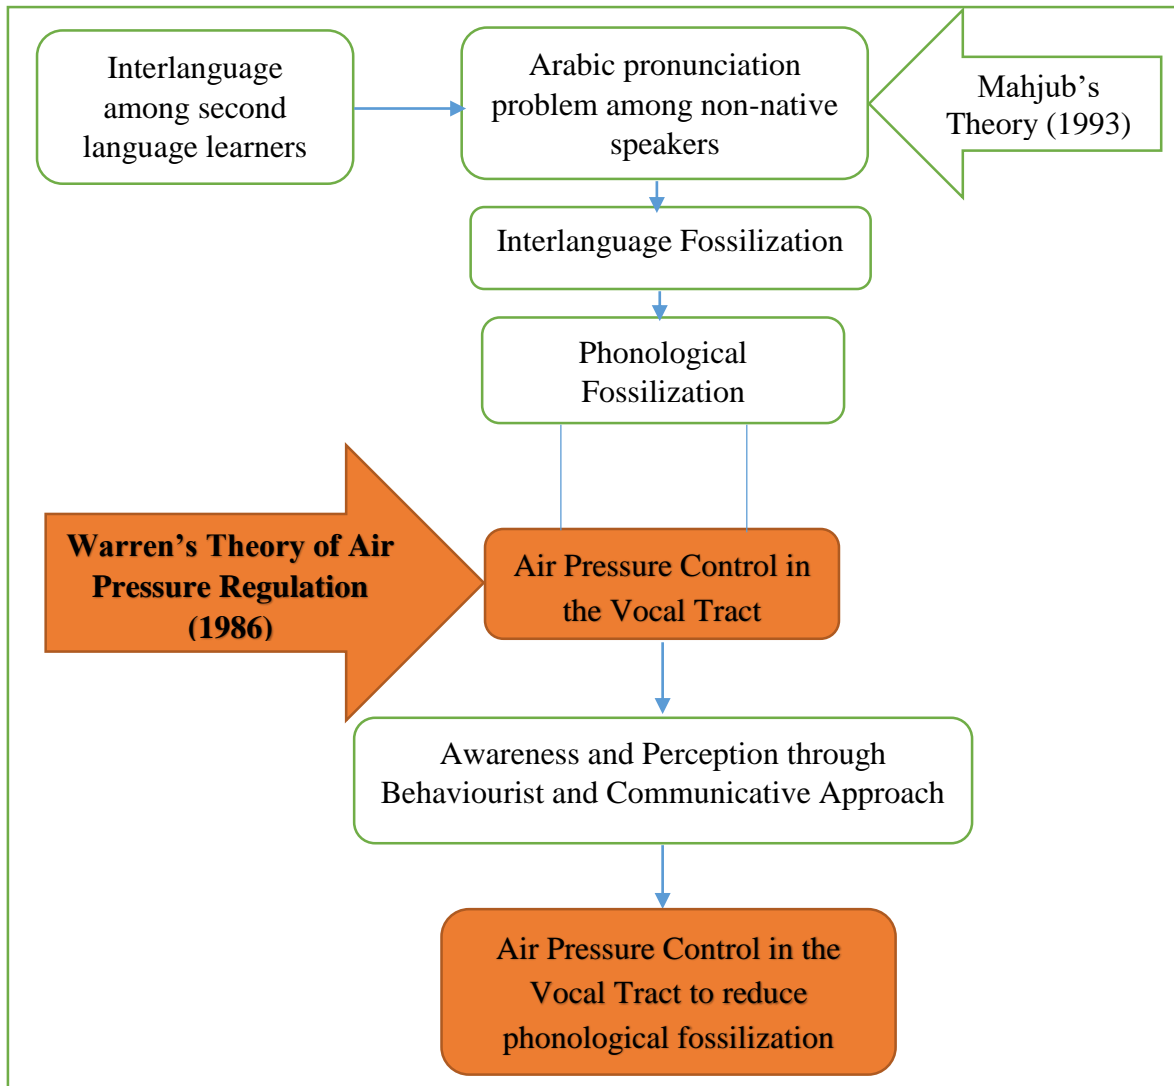 Interlanguage
among second
language learners
Arabic pronunciation
problem among non-native
speakers
Mahjub’s
Theory (1993)
Interlanguage Fossilization
Phonological
Fossilization
Warren’s Theory of Air
Pressure Regulation
(1986)
Air Pressure Control in
the Vocal Tract
Awareness and Perception through
Behaviourist and Communicative Approach
Air Pressure Control in the
Vocal Tract to reduce
phonological fossilization